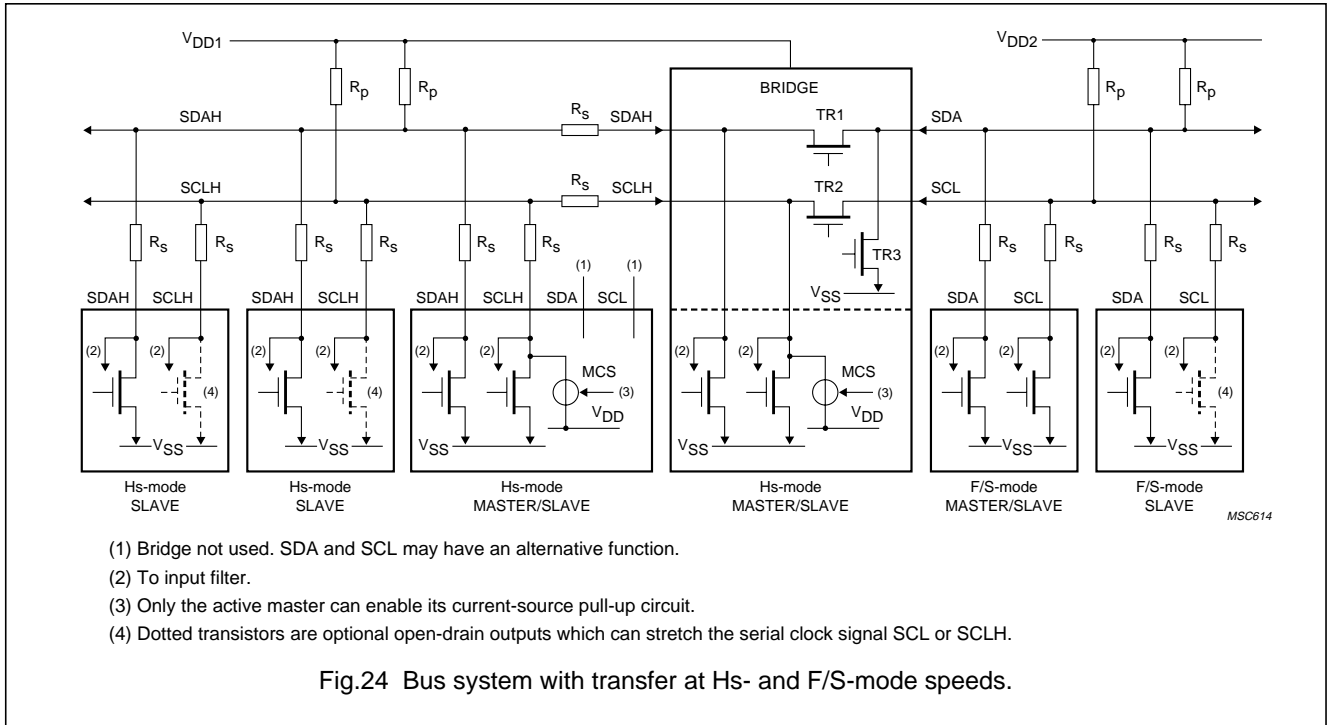 VDD1
VDD2
Rp Rp BRIDGE Rp Rp
SDAH Rs SDAH TR1 SDA
SCLH Rs SCLH TR2 SCL
Rs Rs Rs Rs Rs Rs TR3 Rs Rs Rs Rs
(1) (1)
SDAH SCLH SDAH SCLH SDAH SCLH SDA SCL VSS SDA SCL SDA SCL
(2) (2) (2) (2) (2) (2) (2) (2) (2) (2) (2) (2)
MCS MCS
(4) (4) (3) (3) (4)
VDD VDD
VSS VSS VSS VSS VSS VSS
Hs-mode SLAVE
Hs-mode SLAVE
Hs-mode MASTER/SLAVE
Hs-mode MASTER/SLAVE
F/S-mode MASTER/SLAVE
F/S-mode SLAVE
MSC614
(1) Bridge not used. SDA and SCL may have an alternative function.
(2) To input filter.
(3) Only the active master can enable its current-source pull-up circuit.
(4) Dotted transistors are optional open-drain outputs which can stretch the serial clock signal SCL or SCLH.
Fig.24 Bus system with transfer at Hs- and F/S-mode speeds.